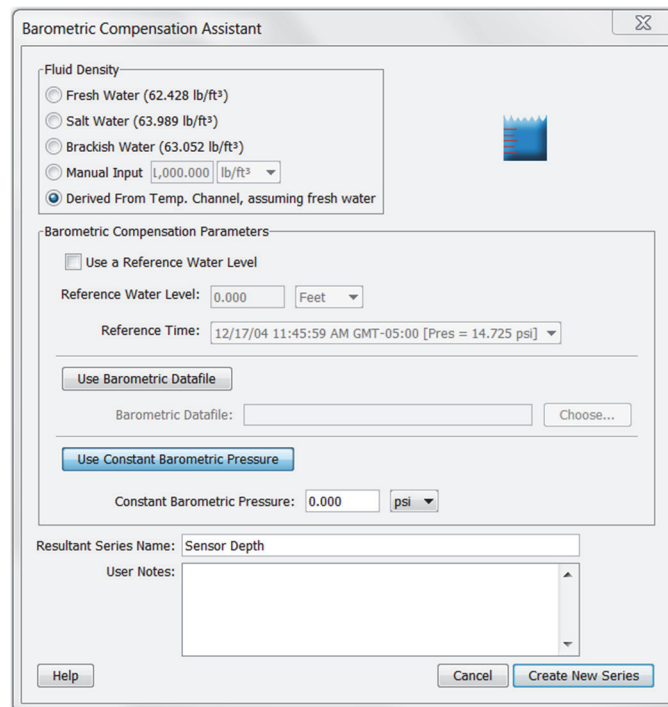 Barometric Compensation Assistant
Fluid Density
Fresh Water (62.428 lb/ft³)
Salt Water (63.989 lb/ft³)
Brackish Water (63.052 lb/ft³)
Manual Input 1,000.000 lb/ft³
Derived From Temp. Channel, assuming fresh water
Barometric Compensation Parameters
Use a Reference Water Level
Reference Water Level: 0.000 Feet
Reference Time: 12/17/04 11:45:59 AM GMT-05:00 [Pres = 14.725 psi]
Use Barometric Datafile
Barometric Datafile: Choose...
Use Constant Barometric Pressure
Constant Barometric Pressure: 0.000 psi
Resultant Series Name: Sensor Depth
User Notes:
Help Cancel Create New Series